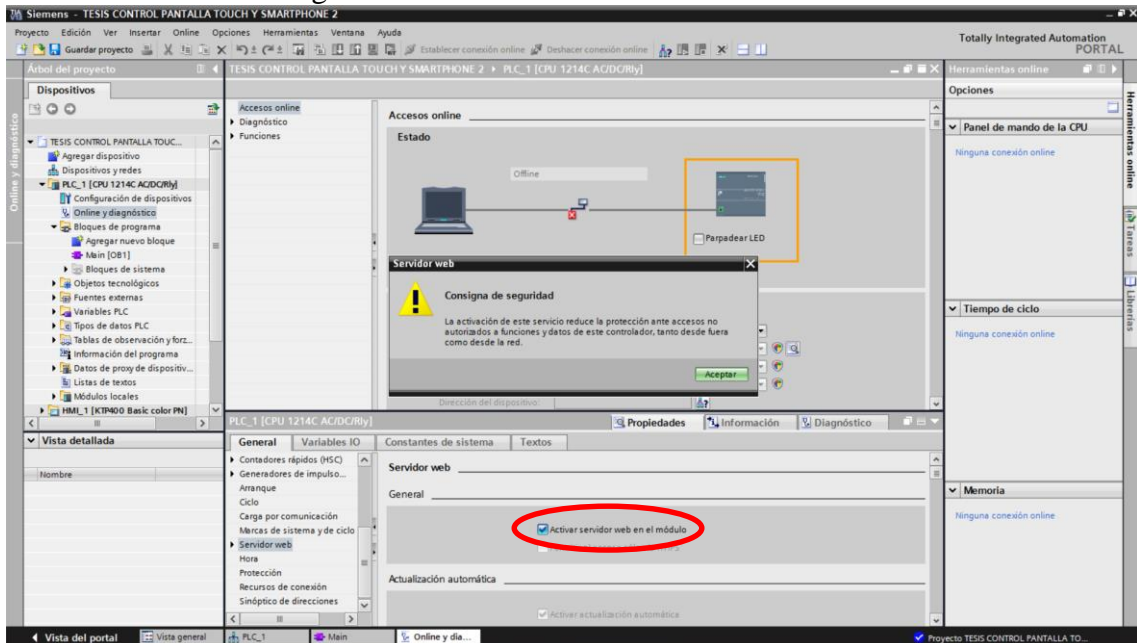 Siemens - TESIS CONTROL PANTALLA TOUCH Y SMARTPHONE 2
Proyecto Edición Ver Insertar Online Opciones Herramientas Ventana Ayuda
Totally Integrated Automation
PORTAL
Guardar proyecto
Establecer conexión online
Deshacer conexión online
Árbol del proyecto
TESIS CONTROL PANTALLA TOUCH Y SMARTPHONE 2 ▸ PLC_1 [CPU 1214C AC/DC/Rly]
Herramientas online
Dispositivos
Opciones
Online y diagnóstico
TESIS CONTROL PANTALLA TOUC...
Agregar dispositivo
Dispositivos y redes
PLC_1 [CPU 1214C AC/DC/Rly]
Configuración de dispositivos
Online y diagnóstico
Bloques de programa
Agregar nuevo bloque
Main [OB1]
Bloques de sistema
Objetos tecnológicos
Fuentes externas
Variables PLC
Tipos de datos PLC
Tablas de observación y forz...
Información del programa
Datos de proxy de dispositiv...
Listas de textos
Módulos locales
HMI_1 [KTP400 Basic color PN]
Vista detallada
Nombre
Accesos online
Diagnóstico
Funciones
Accesos online
Estado
Offline
Parpadear LED
Servidor web
Consigna de seguridad
La activación de este servicio reduce la protección ante accesos no
autorizados a funciones y datos de este controlador, tanto desde fuera
como desde la red.
Aceptar
Dirección del dispositivo:
Panel de mando de la CPU
Ninguna conexión online
Tiempo de ciclo
Ninguna conexión online
Memoria
Ninguna conexión online
Herramientas online
Tareas
Librerías
PLC_1 [CPU 1214C AC/DC/Rly]
Propiedades
Información
Diagnóstico
General
Variables IO
Constantes de sistema
Textos
Contadores rápidos (HSC)
Generadores de impulso...
Arranque
Ciclo
Carga por comunicación
Marcas de sistema y de ciclo
Servidor web
Hora
Protección
Recursos de conexión
Sinóptico de direcciones
Servidor web
General
Activar servidor web en el módulo
Actualización automática
Activar actualización automática
Vista del portal
Vista general
PLC_1
Main
Online y dia...
Proyecto TESIS CONTROL PANTALLA TO...